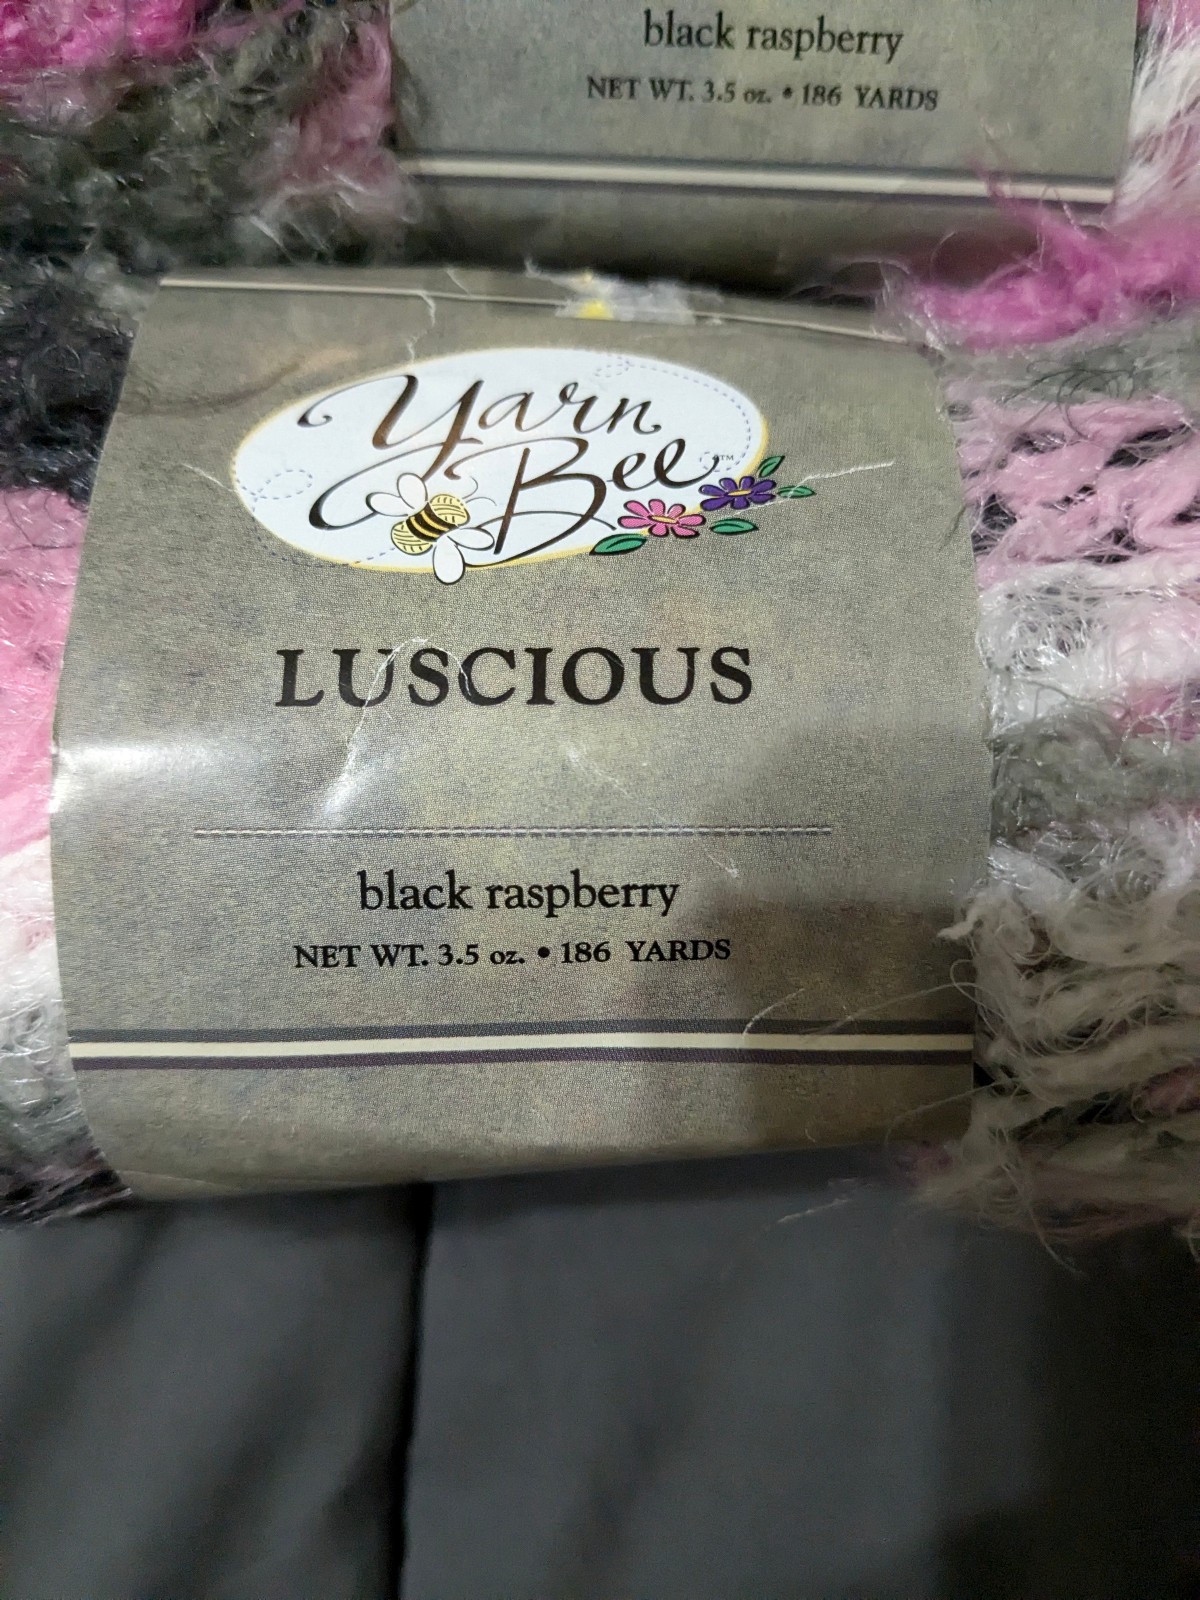 black raspberry
NET WT. 3.5 oz. • 186 YARDS
Yarn
Bee™
LUSCIOUS
black raspberry
NET WT. 3.5 oz. • 186 YARDS